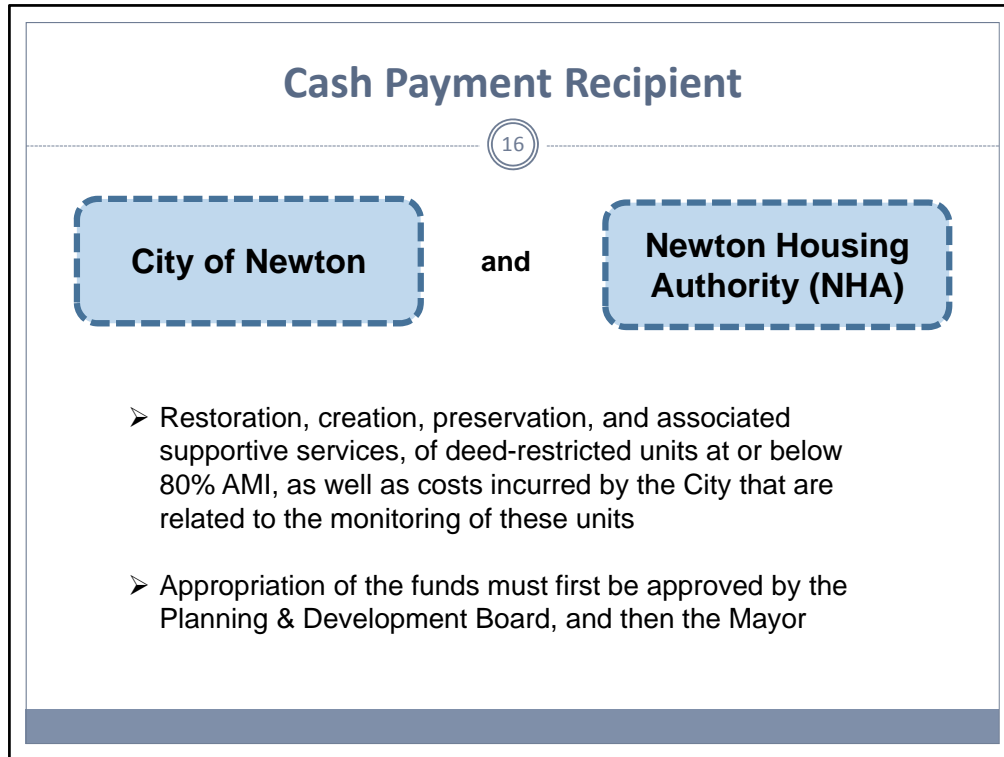 Cash Payment Recipient
16
City of Newton
and
Newton Housing
Authority (NHA)
➢ Restoration, creation, preservation, and associated
supportive services, of deed-restricted units at or below
80% AMI, as well as costs incurred by the City that are
related to the monitoring of these units
➢ Appropriation of the funds must first be approved by the
Planning & Development Board, and then the Mayor